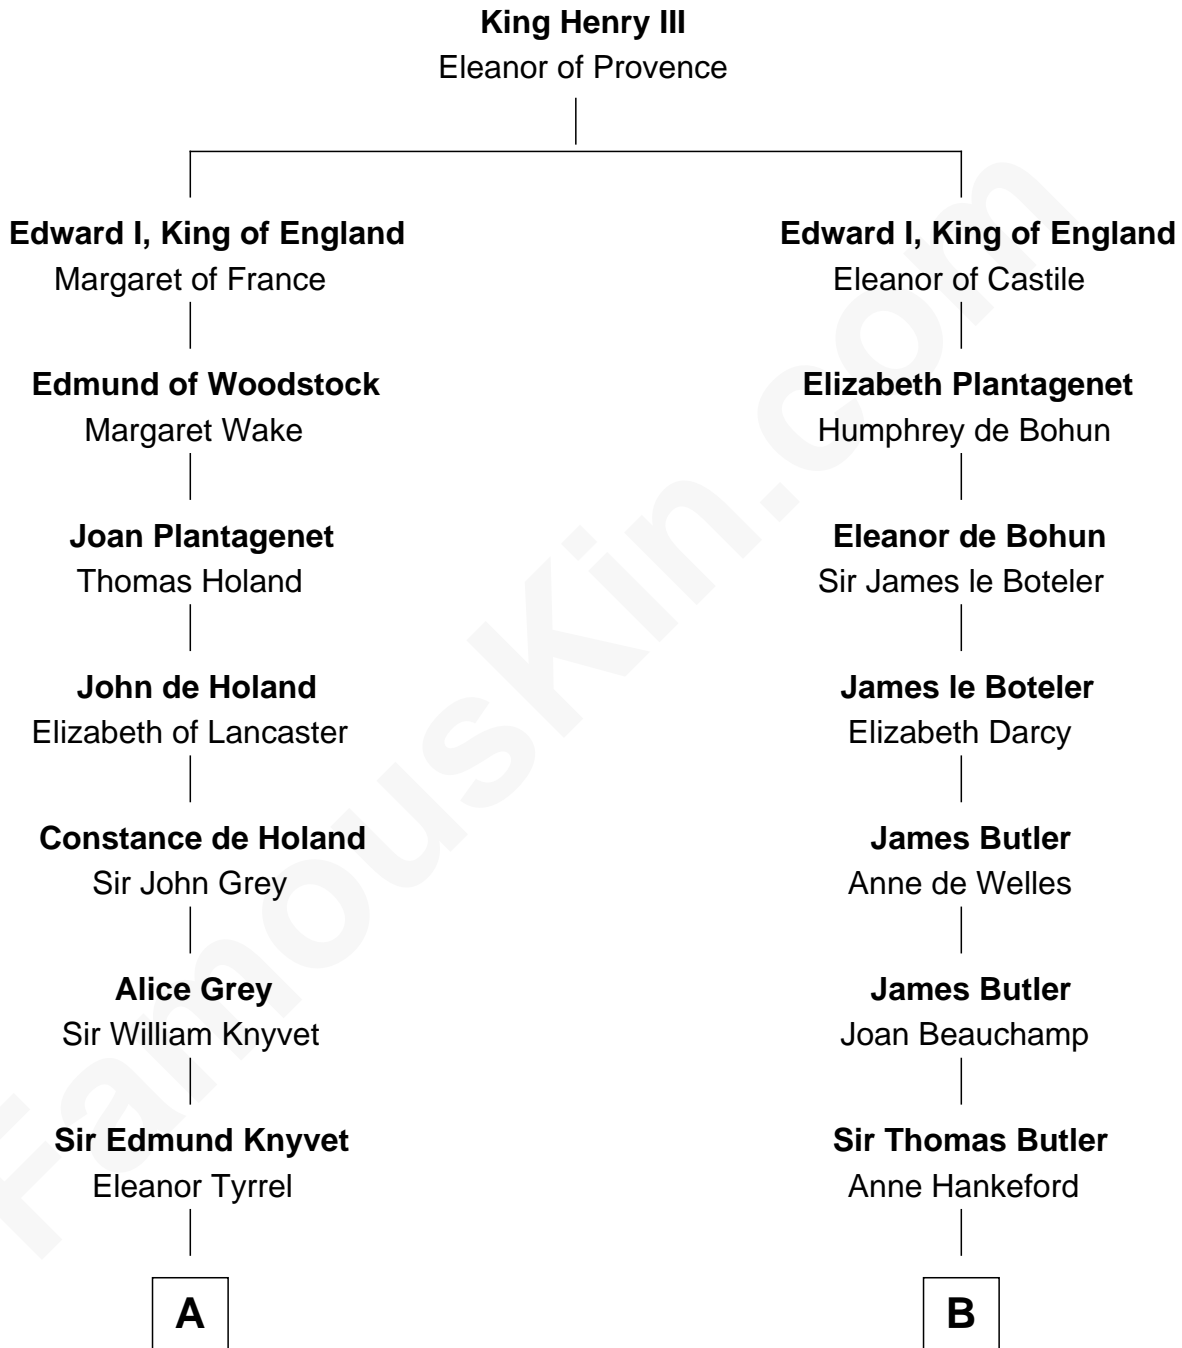 King Henry III
Eleanor of Provence
Edward I, King of England
Margaret of France
Edward I, King of England
Eleanor of Castile
Edmund of Woodstock
Margaret Wake
Elizabeth Plantagenet
Humphrey de Bohun
Joan Plantagenet
Thomas Holand
Eleanor de Bohun
Sir James le Boteler
John de Holand
Elizabeth of Lancaster
James le Boteler
Elizabeth Darcy
Constance de Holand
Sir John Grey
James Butler
Anne de Welles
Alice Grey
Sir William Knyvet
James Butler
Joan Beauchamp
Sir Edmund Knyvet
Eleanor Tyrrel
Sir Thomas Butler
Anne Hankeford
A
B
FamousKin.com